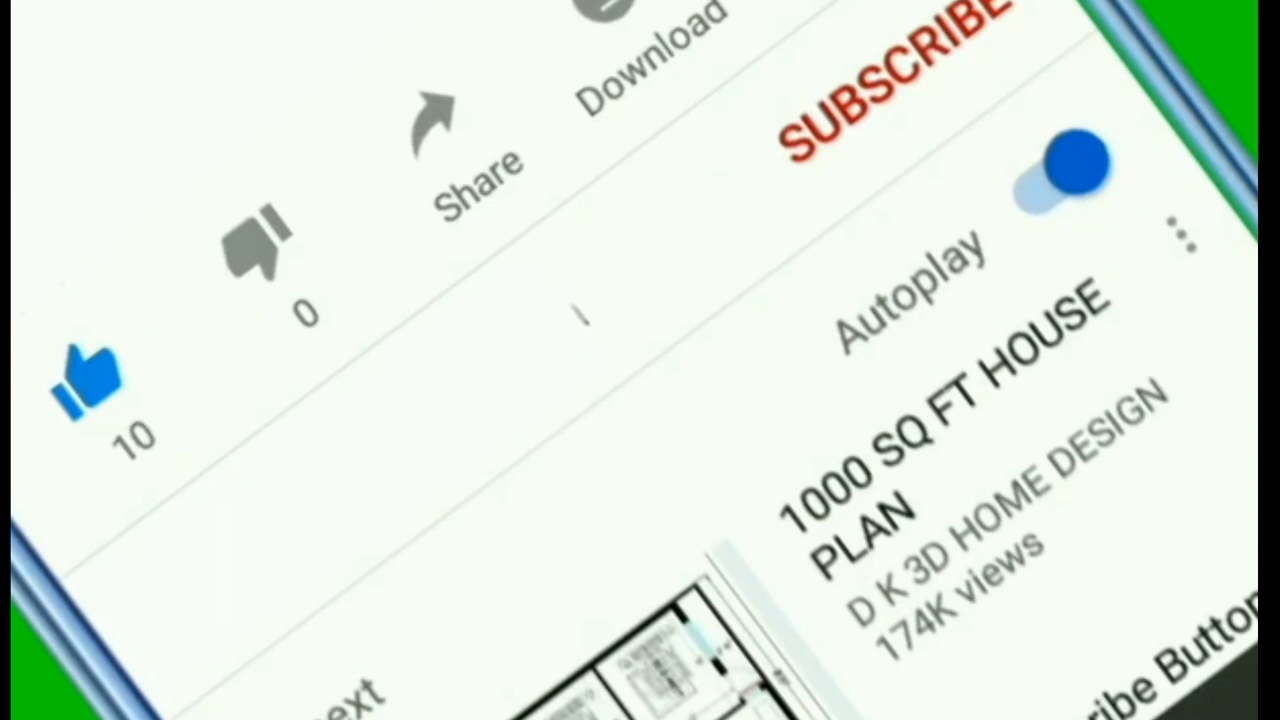 Download
Share
0
10
SUBSCRIBE
Autoplay
1000 SQ FT HOUSE
PLAN
D K 3D HOME DESIGN
174K views